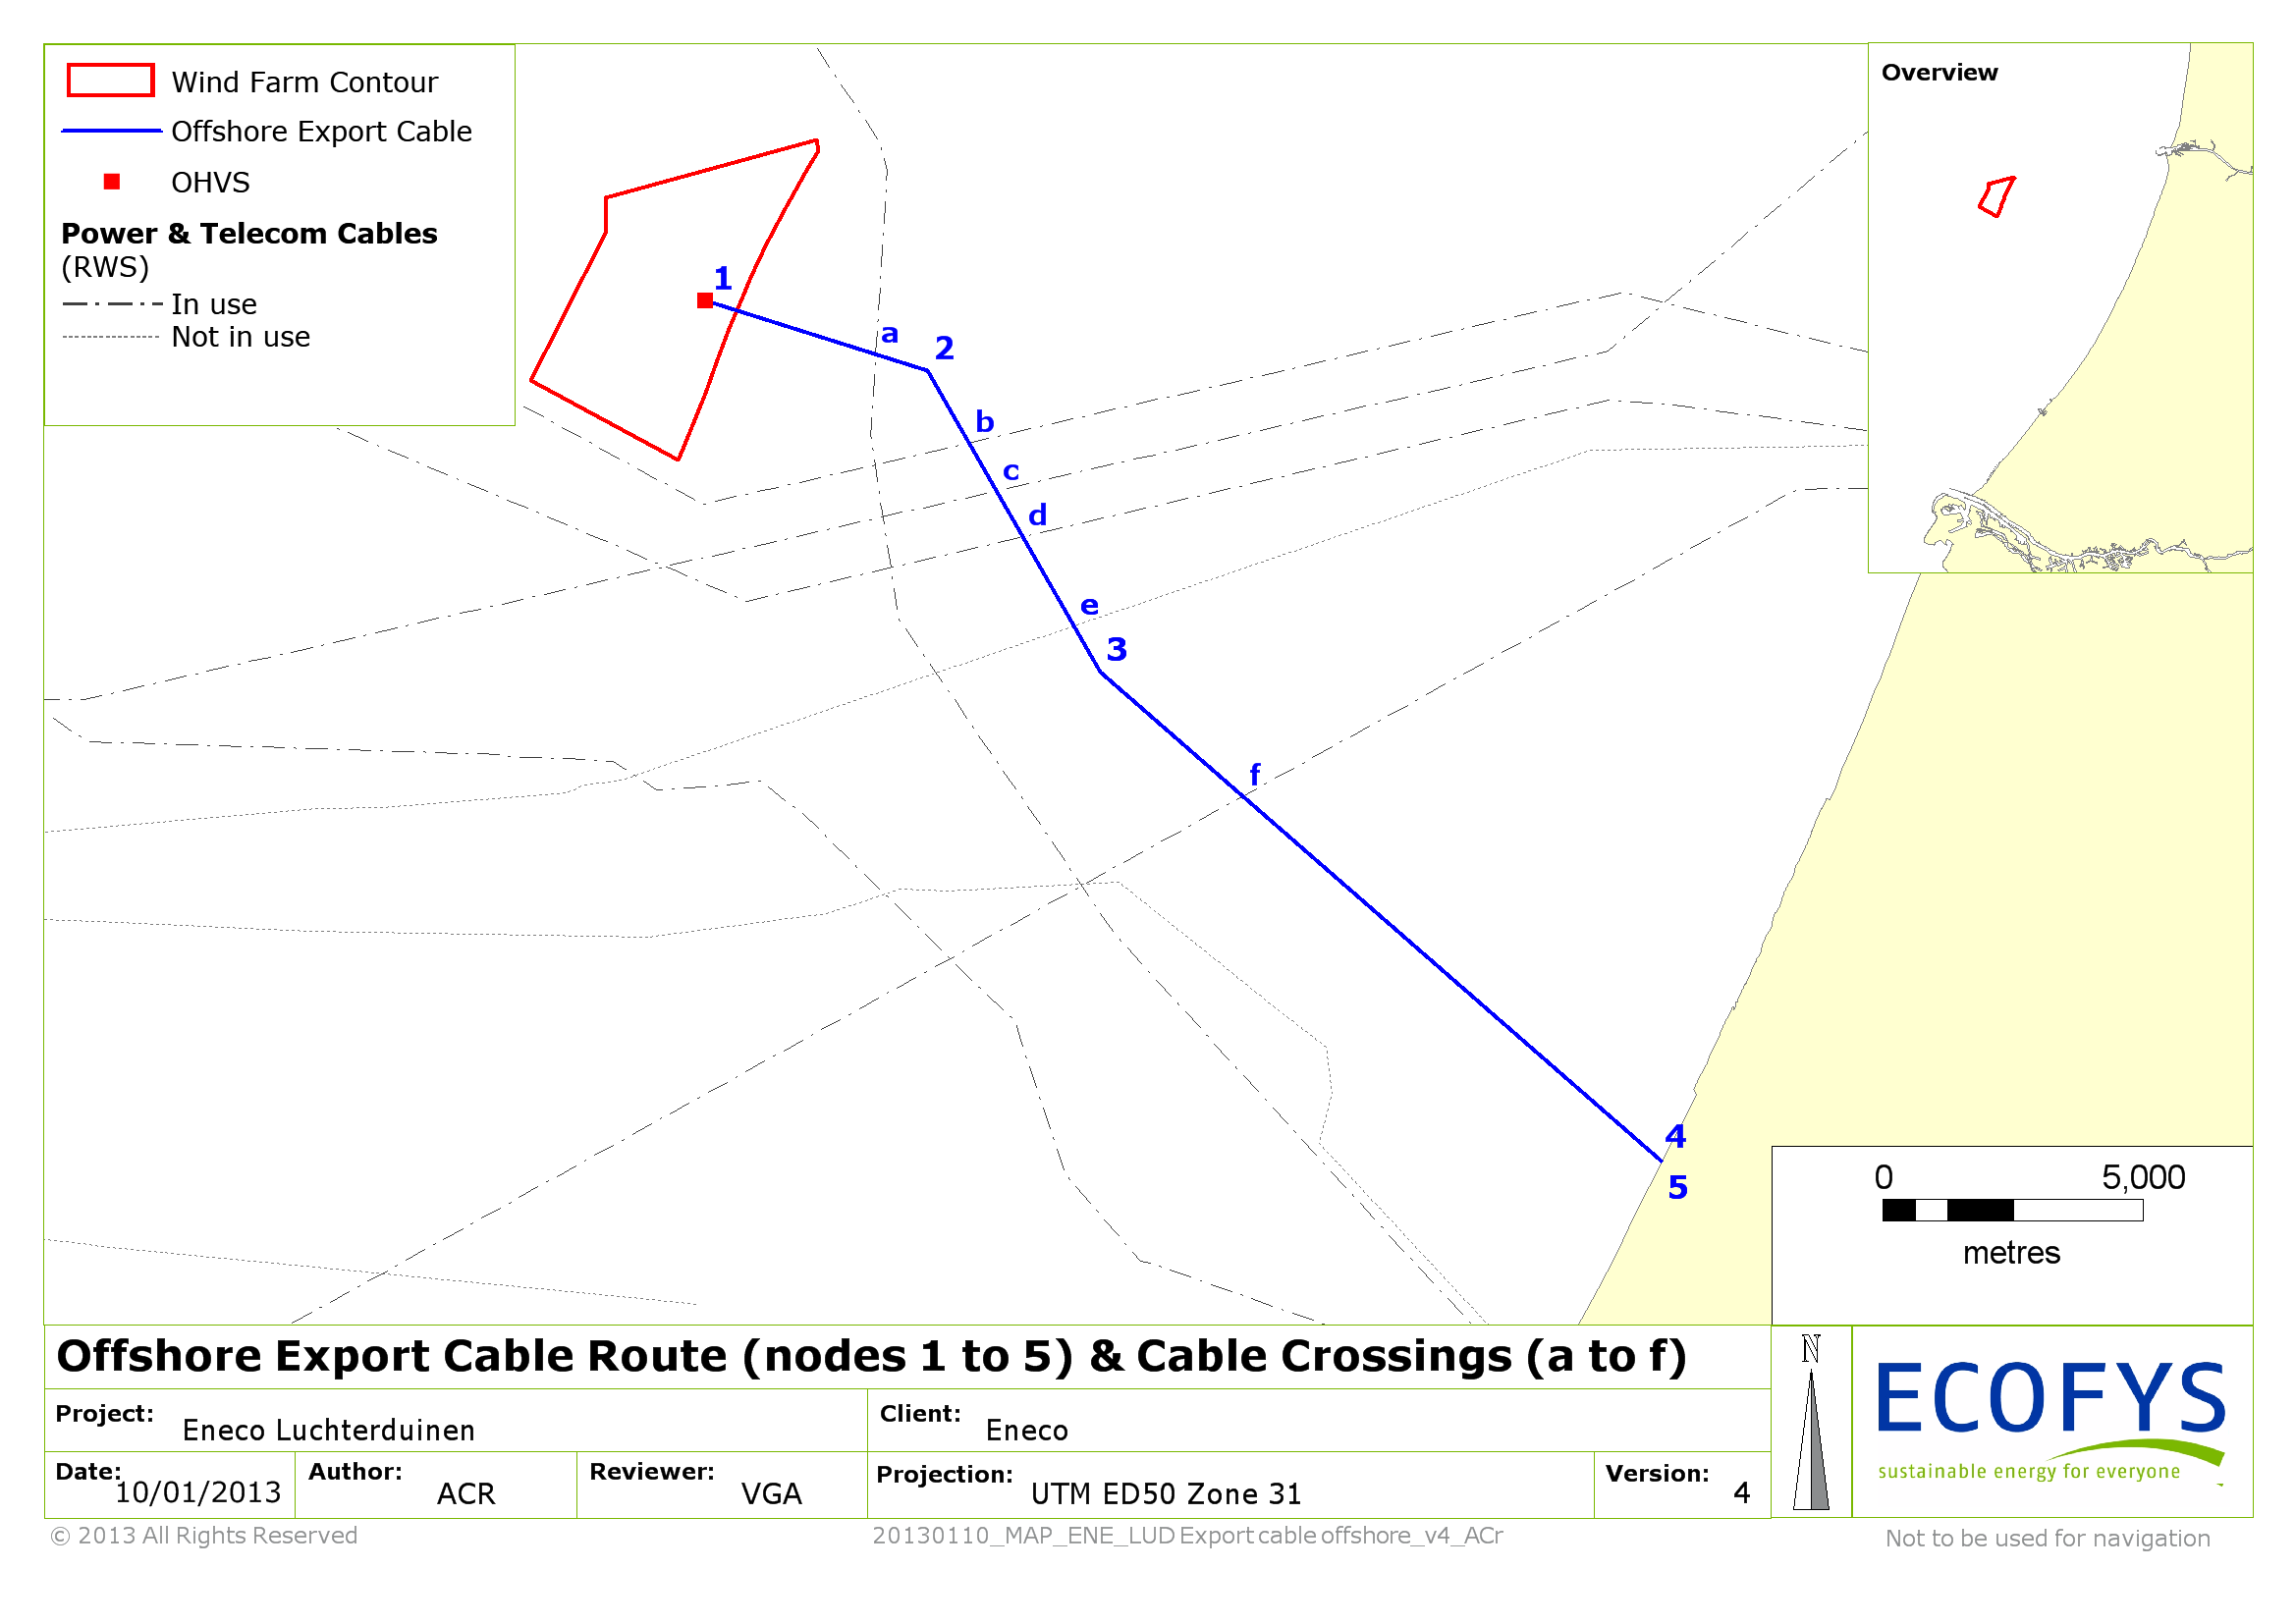 Wind Farm Contour
Offshore Export Cable
OHVS
Power & Telecom Cables
(RWS)
In use
Not in use
Overview
1
a
2
b
c
d
e
3
f
4
5
0 5,000
metres
Offshore Export Cable Route (nodes 1 to 5) & Cable Crossings (a to f)
Project: Eneco Luchterduinen
Client: Eneco
Date: 10/01/2013
Author: ACR
Reviewer: VGA
Projection: UTM ED50 Zone 31
Version: 4
N
ECOFYS
sustainable energy for everyone
© 2013 All Rights Reserved
20130110_MAP_ENE_LUD Export cable offshore_v4_ACr
Not to be used for navigation